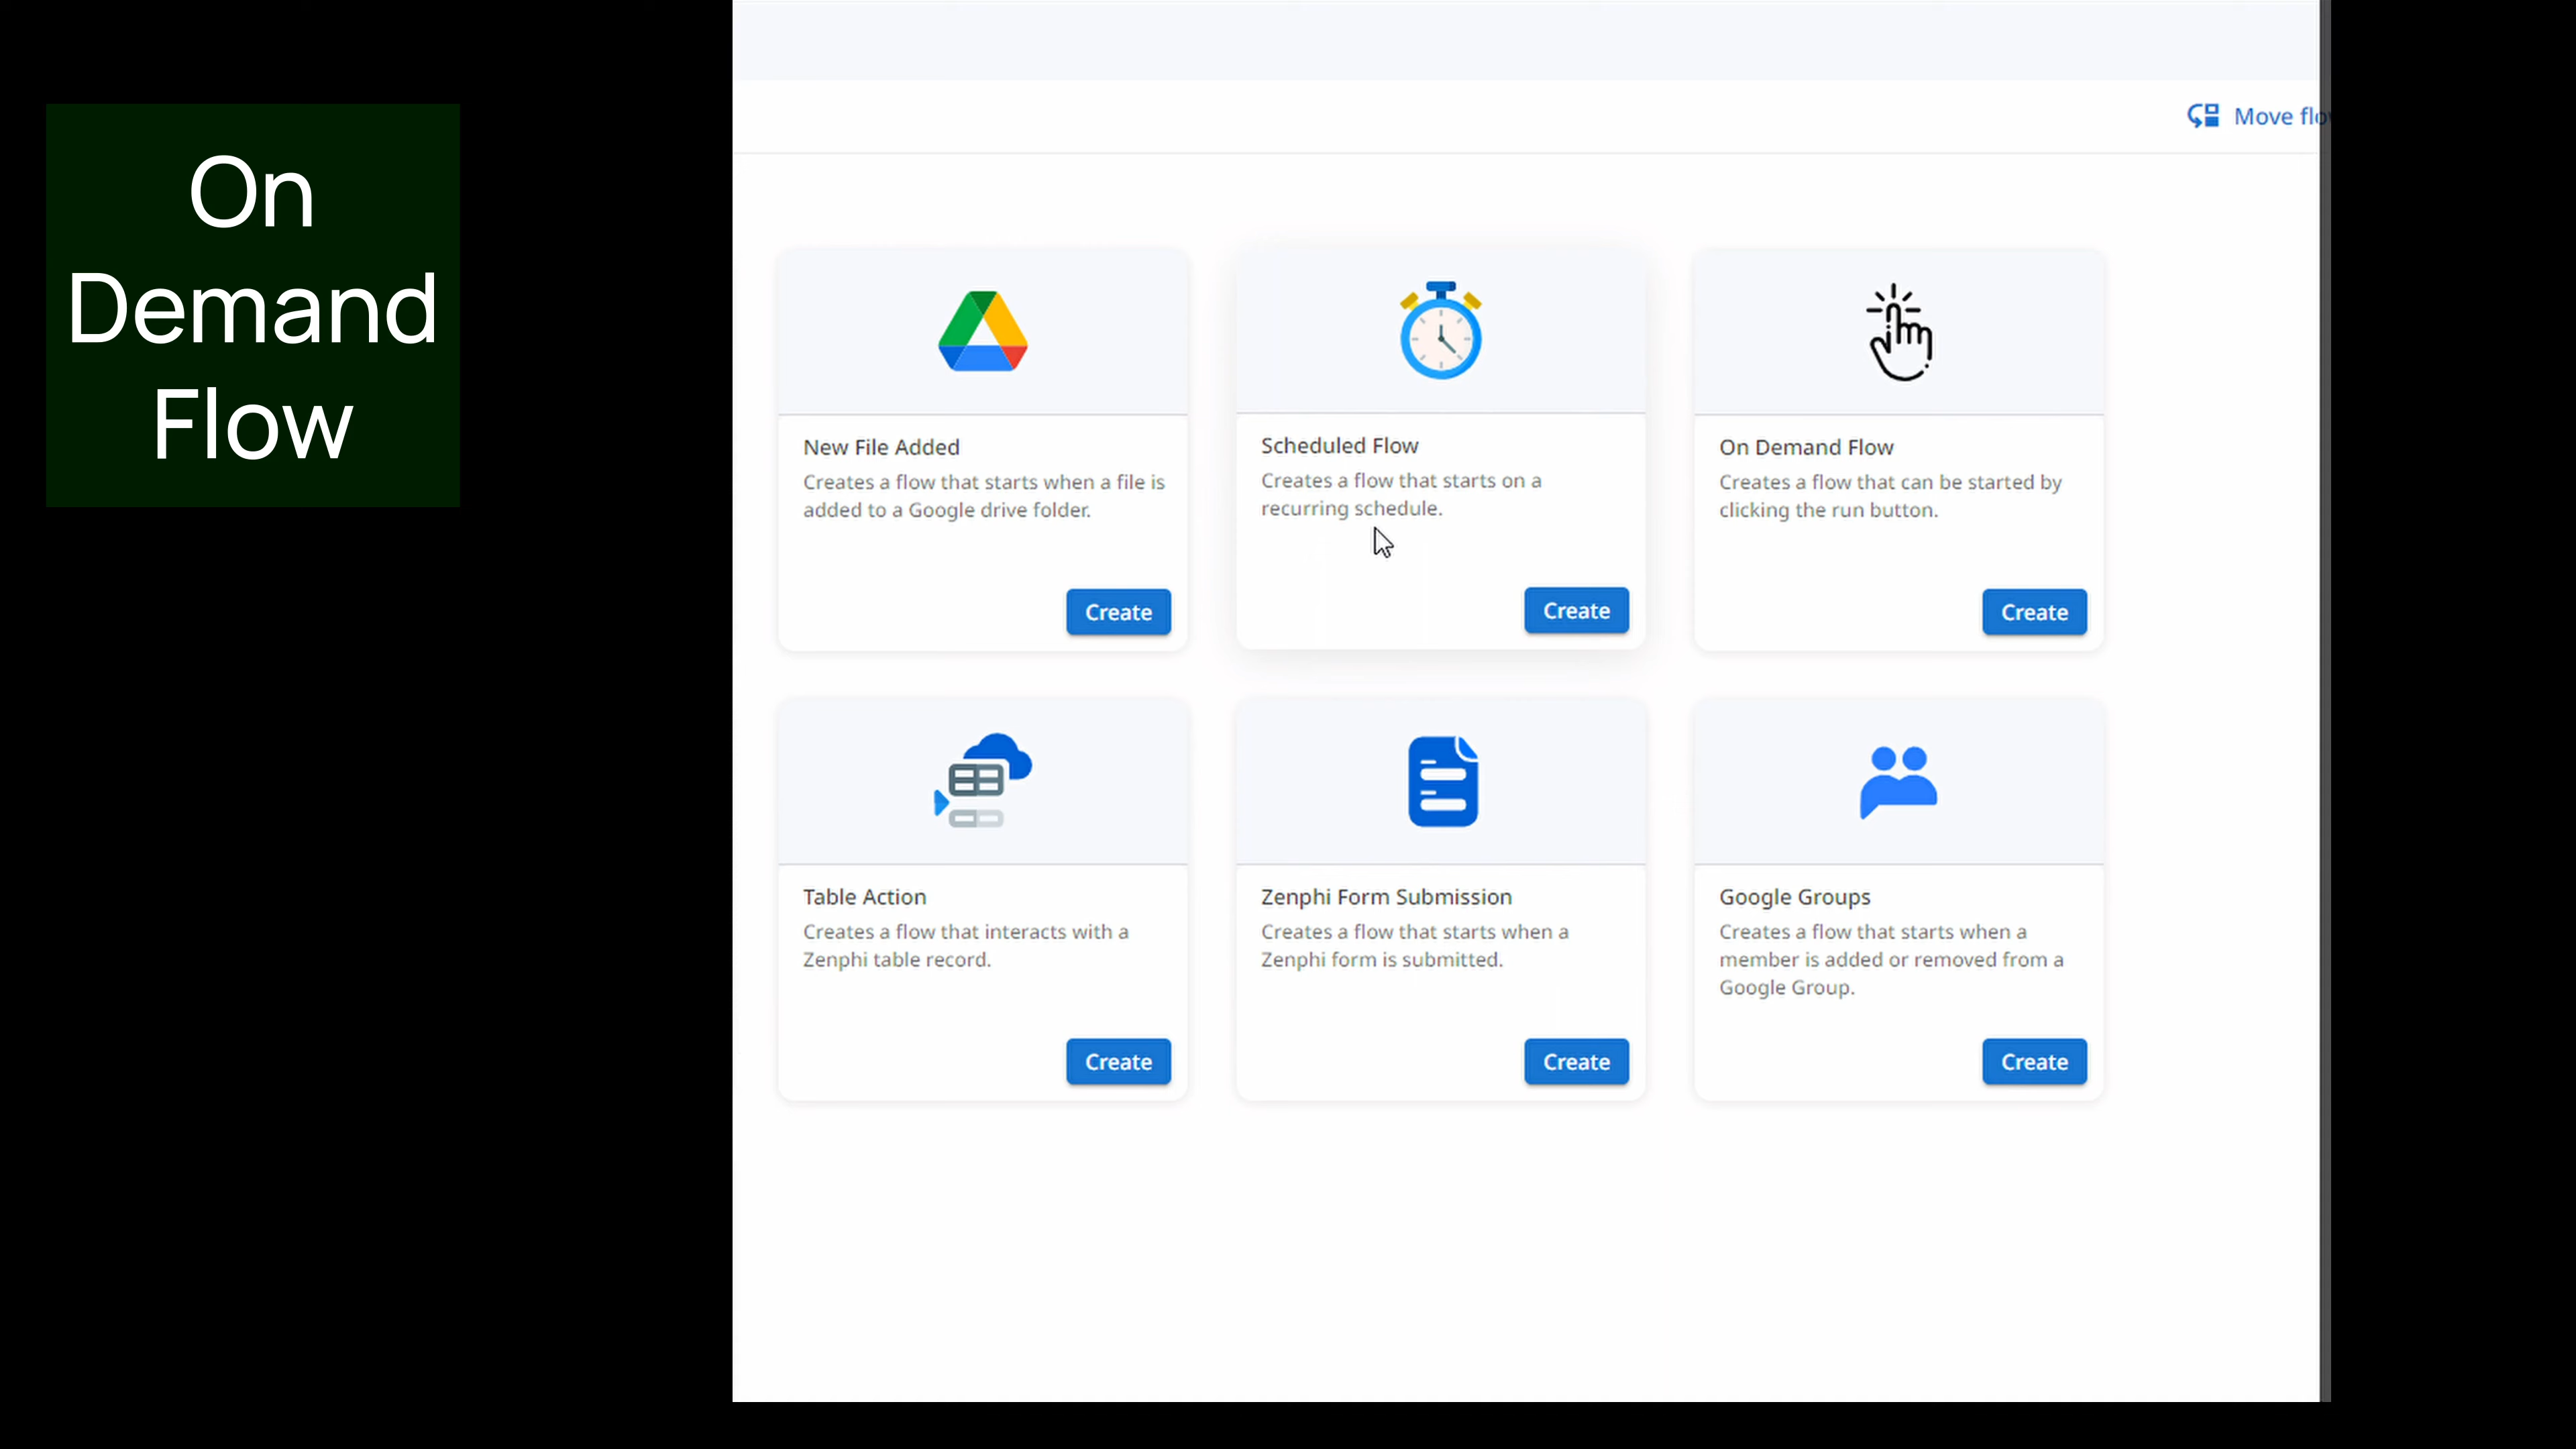 On
Demand
Flow
Move flo
New File Added
Creates a flow that starts when a file is
added to a Google drive folder.
Create
Scheduled Flow
Creates a flow that starts on a
recurring schedule.
Create
On Demand Flow
Creates a flow that can be started by
clicking the run button.
Create
Table Action
Creates a flow that interacts with a
Zenphi table record.
Create
Zenphi Form Submission
Creates a flow that starts when a
Zenphi form is submitted.
Create
Google Groups
Creates a flow that starts when a
member is added or removed from a
Google Group.
Create